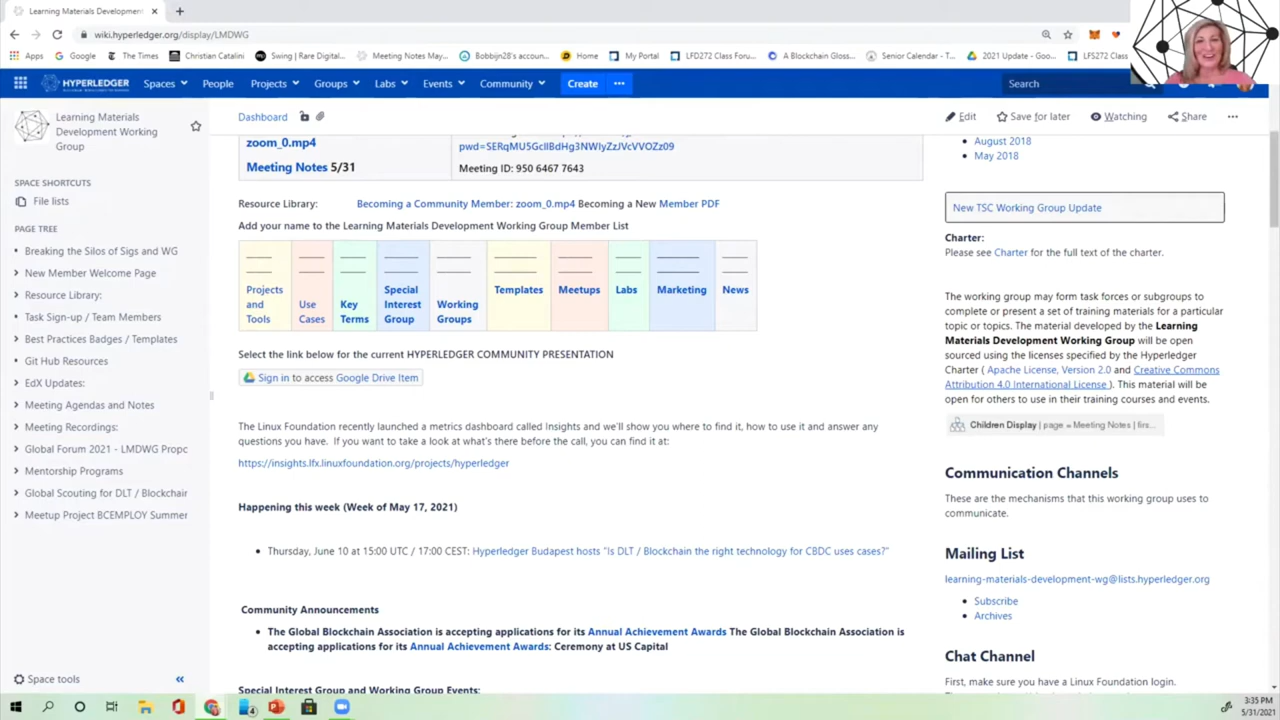 Learning Materials Development
wiki.hyperledger.org/display/LMDWG
Apps Google The Times Christian Catalini Swing | Rare Digital... Meeting Notes May... Bobbijn28's accoun... Home My Portal LFD272 Class Foru... A Blockchain Gloss... Senior Calendar - T... 2021 Update - Goo... LFS272 Class
HYPERLEDGER Spaces People Projects Groups Labs Events Community Create Search
Learning Materials
Development Working
Group
SPACE SHORTCUTS
File lists
PAGE TREE
Breaking the Silos of Sigs and WG
New Member Welcome Page
Resource Library:
Task Sign-up / Team Members
Best Practices Badges / Templates
Git Hub Resources
EdX Updates:
Meeting Agendas and Notes
Meeting Recordings:
Global Forum 2021 - LMDWG Propc
Mentorship Programs
Global Scouting for DLT / Blockchain
Meetup Project BCEMPLOY Summer
Space tools
Dashboard Edit Save for later Watching Share
zoom_0.mp4
Meeting Notes 5/31
Meeting ID: 950 6467 7643
Resource Library: Becoming a Community Member: zoom_0.mp4 Becoming a New Member PDF
Add your name to the Learning Materials Development Working Group Member List
Projects and Tools
Use Cases
Key Terms
Special Interest Group
Working Groups
Templates
Meetups
Labs
Marketing
News
Select the link below for the current HYPERLEDGER COMMUNITY PRESENTATION
Sign in to access Google Drive Item
The Linux Foundation recently launched a metrics dashboard called Insights and we'll show you where to find it, how to use it and answer any
questions you have. If you want to take a look at what's there before the call, you can find it at:
https://insights.lfx.linuxfoundation.org/projects/hyperledger
Happening this week (Week of May 17, 2021)
Thursday, June 10 at 15:00 UTC / 17:00 CEST: Hyperledger Budapest hosts "Is DLT / Blockchain the right technology for CBDC uses cases?"
Community Announcements
The Global Blockchain Association is accepting applications for its Annual Achievement Awards The Global Blockchain Association is
accepting applications for its Annual Achievement Awards: Ceremony at US Capital
Special Interest Group and Working Group Events:
August 2018
May 2018
New TSC Working Group Update
Charter:
Please see Charter for the full text of the charter.
The working group may form task forces or subgroups to
complete or present a set of training materials for a particular
topic or topics. The material developed by the Learning
Materials Development Working Group will be open
sourced using the licenses specified by the Hyperledger
Charter ( Apache License, Version 2.0 and Creative Commons
Attribution 4.0 International License ). This material will be
open for others to use in their training courses and events.
Children Display | page = Meeting Notes | firs...
Communication Channels
These are the mechanisms that this working group uses to
communicate.
Mailing List
learning-materials-development-wg@lists.hyperledger.org
Subscribe
Archives
Chat Channel
First, make sure you have a Linux Foundation login.
3:35 PM
5/31/2021